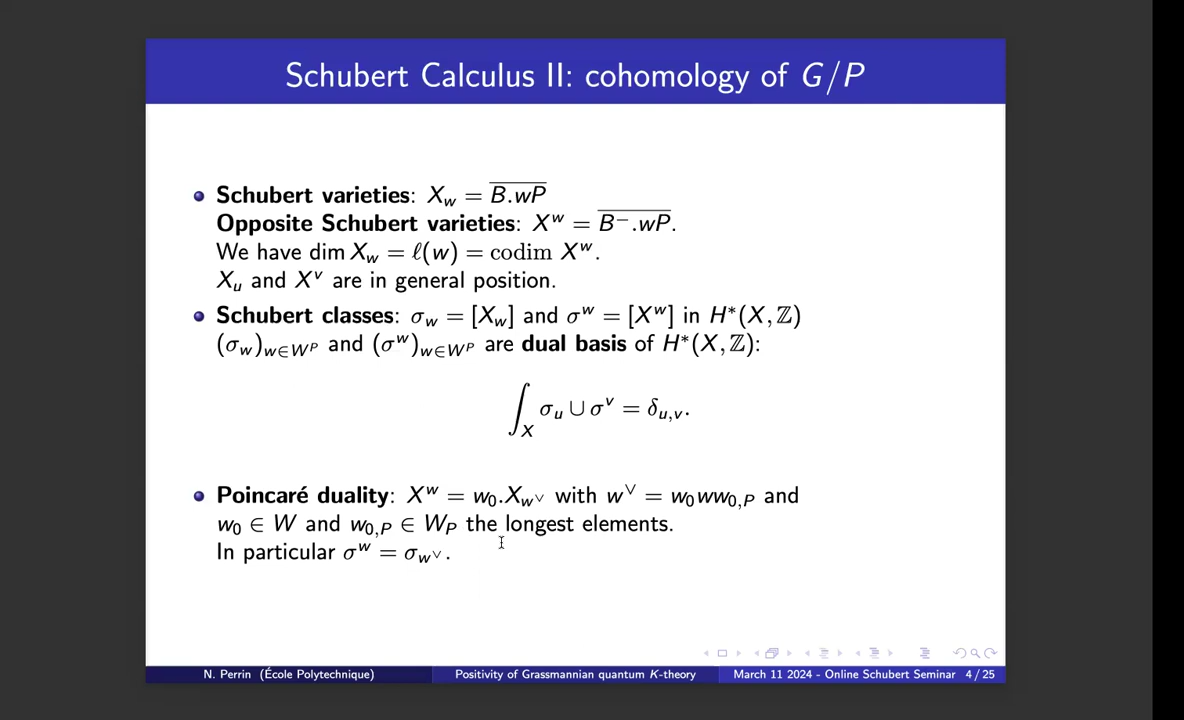 Schubert Calculus II: cohomology of G/P
Schubert varieties: X_w = \overline{B.wP}
Opposite Schubert varieties: X^w = \overline{B^-.wP}.
We have dim X_w = ℓ(w) = codim X^w.
X_u and X^v are in general position.
Schubert classes: σ_w = [X_w] and σ^w = [X^w] in H*(X, ℤ)
(σ_w)_{w∈W^P} and (σ^w)_{w∈W^P} are dual basis of H*(X, ℤ):
∫_X σ_u ∪ σ^v = δ_{u,v}.
Poincaré duality: X^w = w_0.X_{w^∨} with w^∨ = w_0ww_{0,P} and
w_0 ∈ W and w_{0,P} ∈ W_P the longest elements.
In particular σ^w = σ_{w^∨}.
N. Perrin (École Polytechnique) Positivity of Grassmannian quantum K-theory March 11 2024 - Online Schubert Seminar 4 / 25